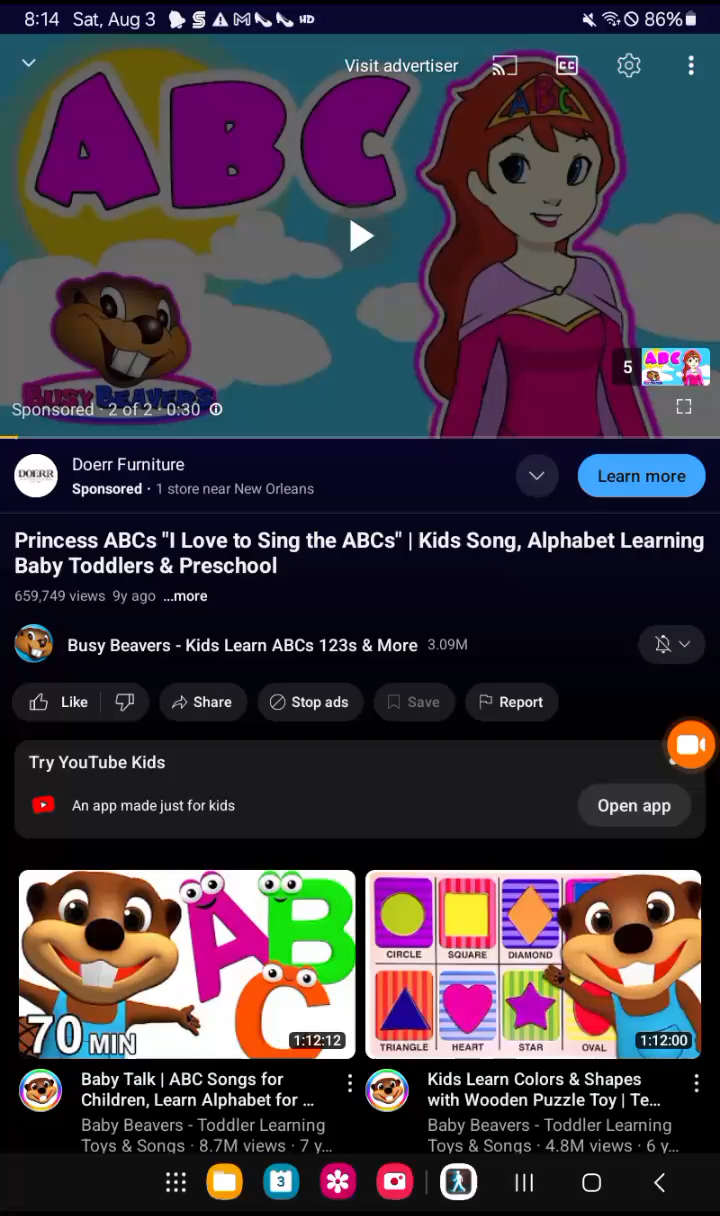 8:14 Sat, Aug 3 HD 86%
Visit advertiser CC
ABC
ABC
BUSY BEAVERS
5 ABC
Sponsored · 2 of 2 · 0:30
DOERR
Doerr Furniture
Sponsored · 1 store near New Orleans
Learn more
Princess ABCs "I Love to Sing the ABCs" | Kids Song, Alphabet Learning
Baby Toddlers & Preschool
659,749 views 9y ago ...more
Busy Beavers - Kids Learn ABCs 123s & More 3.09M
Like Share Stop ads Save Report
Try YouTube Kids
An app made just for kids
Open app
ABC
70 MIN
1:12:12
CIRCLE SQUARE DIAMOND
TRIANGLE HEART STAR OVAL
1:12:00
Baby Talk | ABC Songs for
Children, Learn Alphabet for ...
Baby Beavers - Toddler Learning
Toys & Songs · 8.7M views · 7 y...
Kids Learn Colors & Shapes
with Wooden Puzzle Toy | Te...
Baby Beavers - Toddler Learning
Toys & Songs · 4.8M views · 6 y...
3